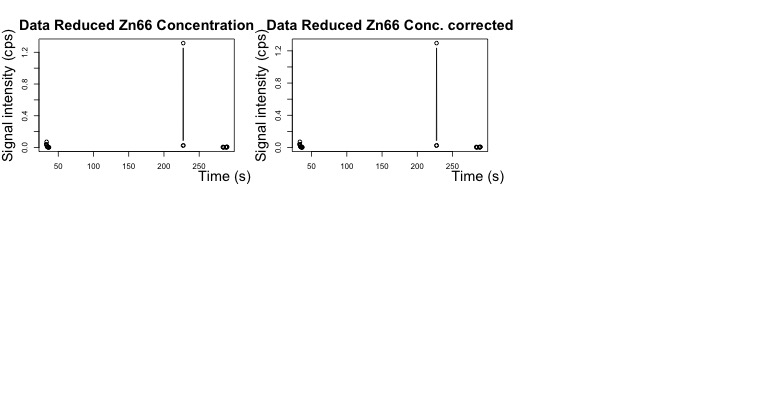 Data Reduced Zn66 Concentration
Signal intensity (cps)
0.0 0.4 0.8 1.2
50 100 150 200 250
Time (s)
Data Reduced Zn66 Conc. corrected
Signal intensity (cps)
0.0 0.4 0.8 1.2
50 100 150 200 250
Time (s)